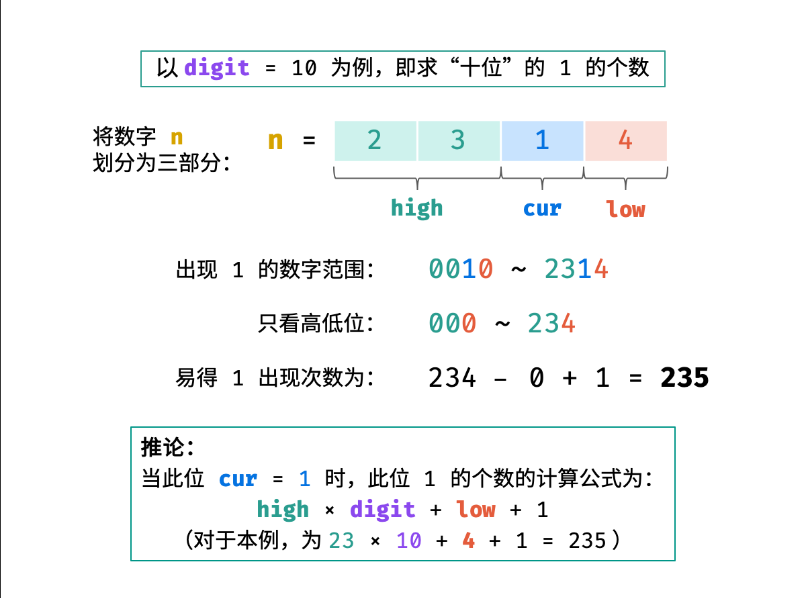 以 digit = 10 为例，即求“十位”的 1 的个数
将数字 n
划分为三部分：
n = 2 3 1 4
high cur low
出现 1 的数字范围： 0010 ~ 2314
只看高低位： 000 ~ 234
易得 1 出现次数为： 234 - 0 + 1 = 235
推论：
当此位 cur = 1 时，此位 1 的个数的计算公式为：
high × digit + low + 1
（对于本例，为 23 × 10 + 4 + 1 = 235）